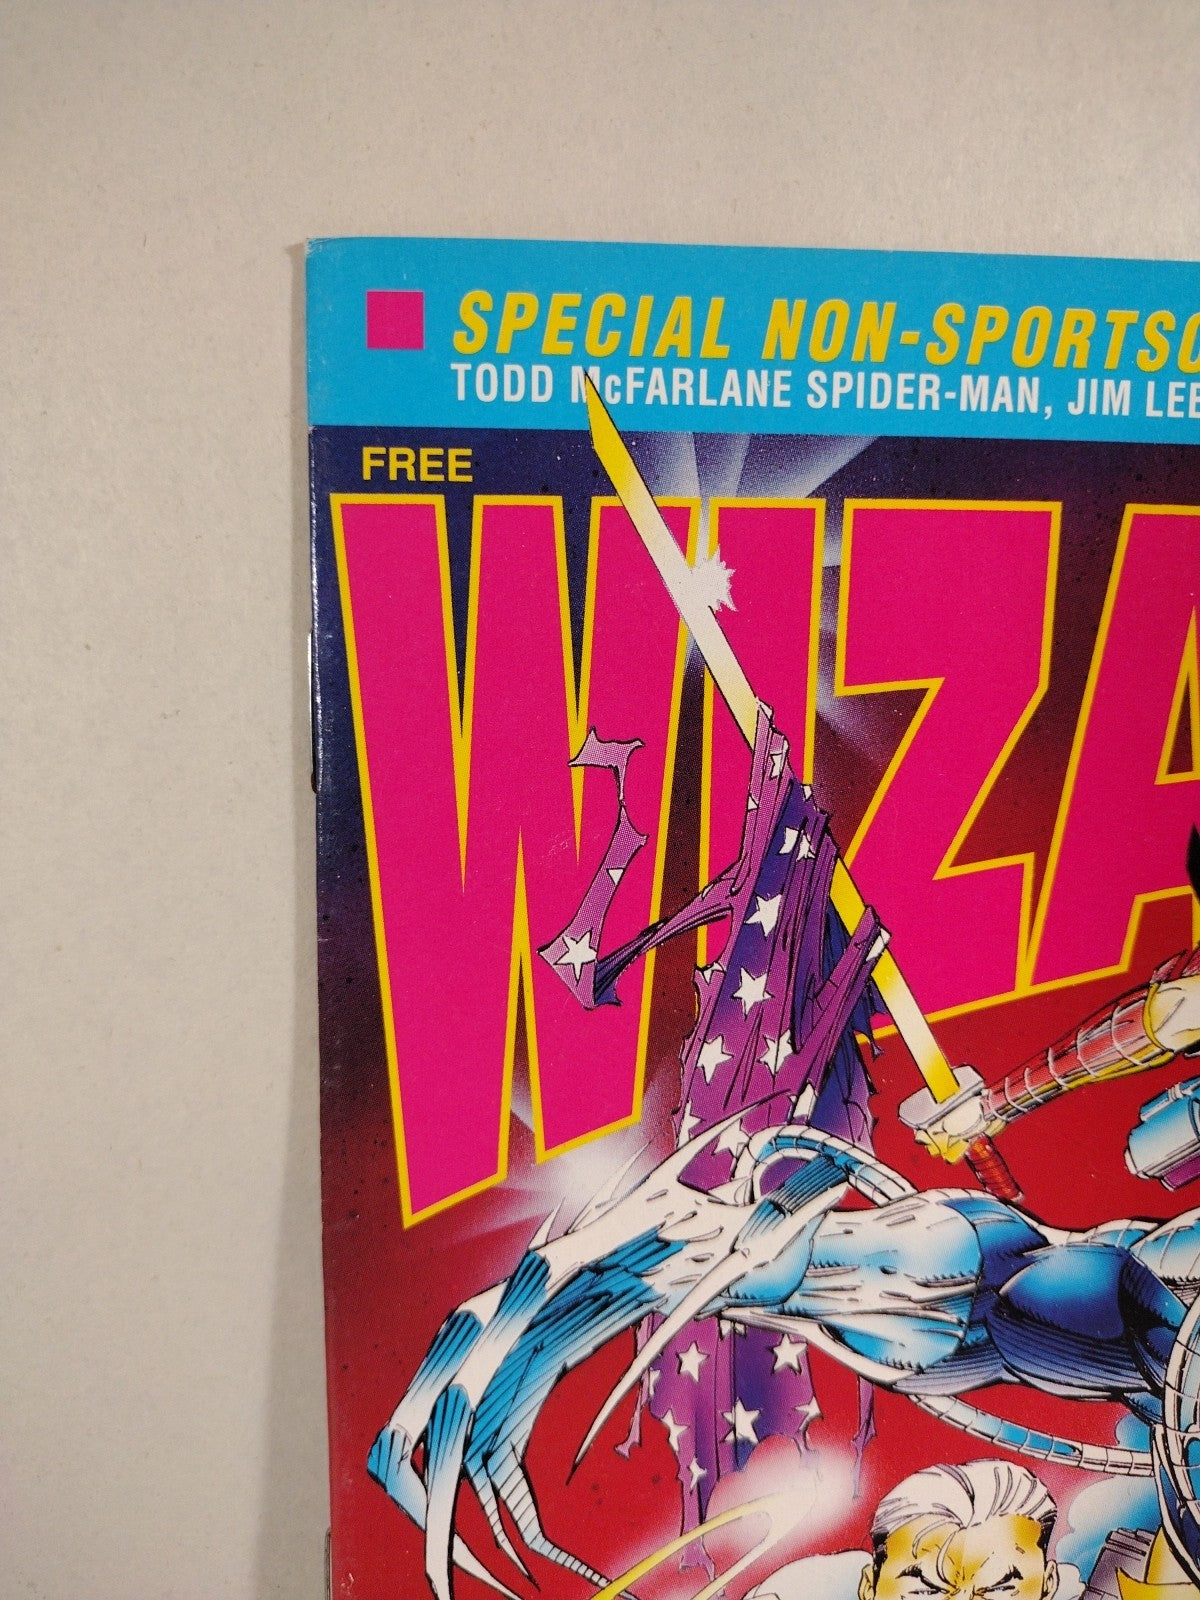 SPECIAL NON-SPORTSC
TODD McFARLANE SPIDER-MAN, JIM LEE
FREE
WIZA